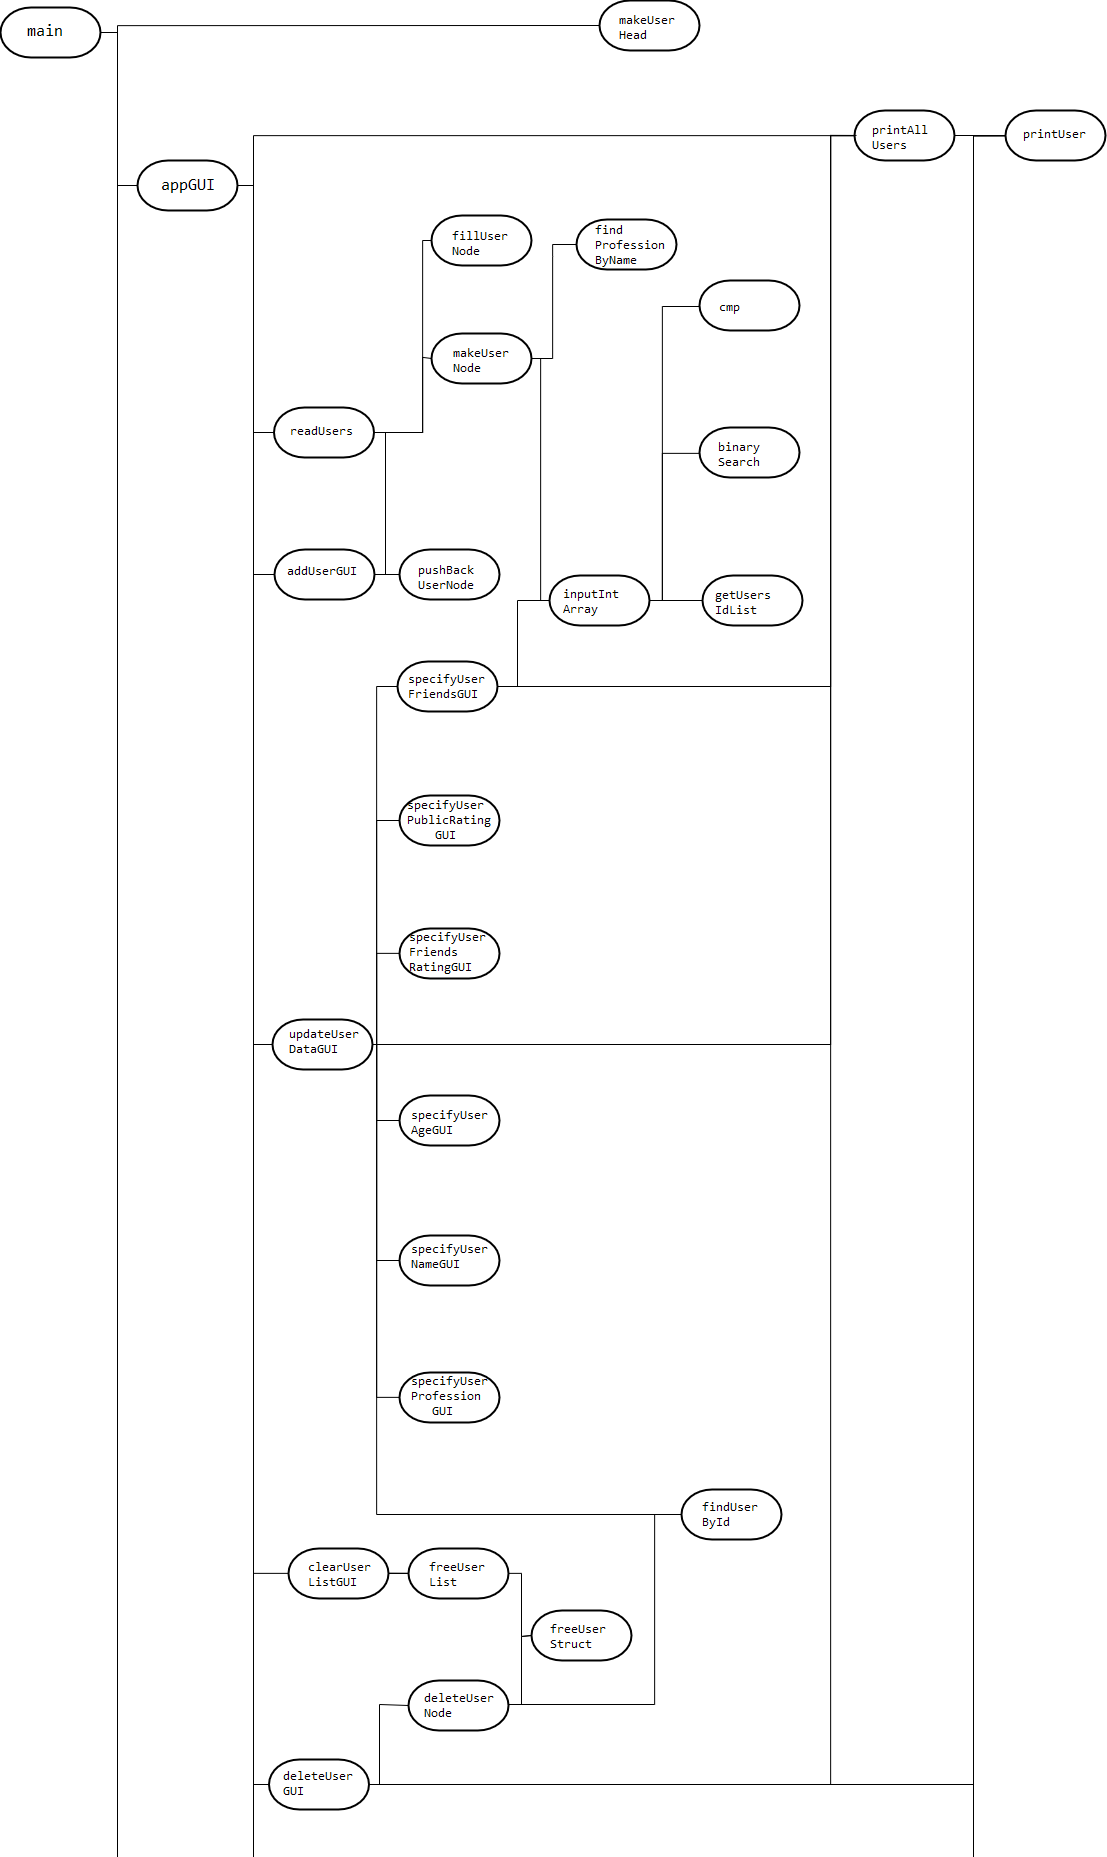 main
makeUser
Head
printAll
Users
printUser
appGUI
fillUser
Node
find
Profession
ByName
cmp
makeUser
Node
readUsers
binary
Search
addUserGUI
pushBack
UserNode
inputInt
Array
getUsers
IdList
specifyUser
FriendsGUI
specifyUser
PublicRating
GUI
specifyUser
Friends
RatingGUI
updateUser
DataGUI
specifyUser
AgeGUI
specifyUser
NameGUI
specifyUser
Profession
GUI
findUser
ById
clearUser
ListGUI
freeUser
List
freeUser
Struct
deleteUser
Node
deleteUser
GUI